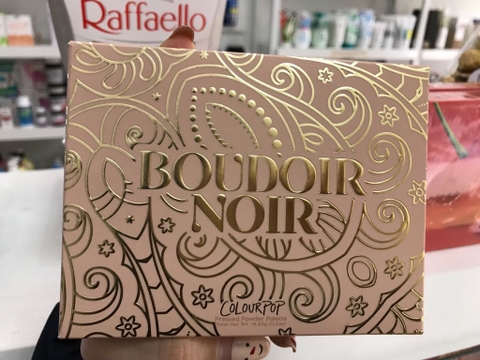 Raffaello
BOUDOIR
NOIR
COLOURPOP
Pressed Powder Palette